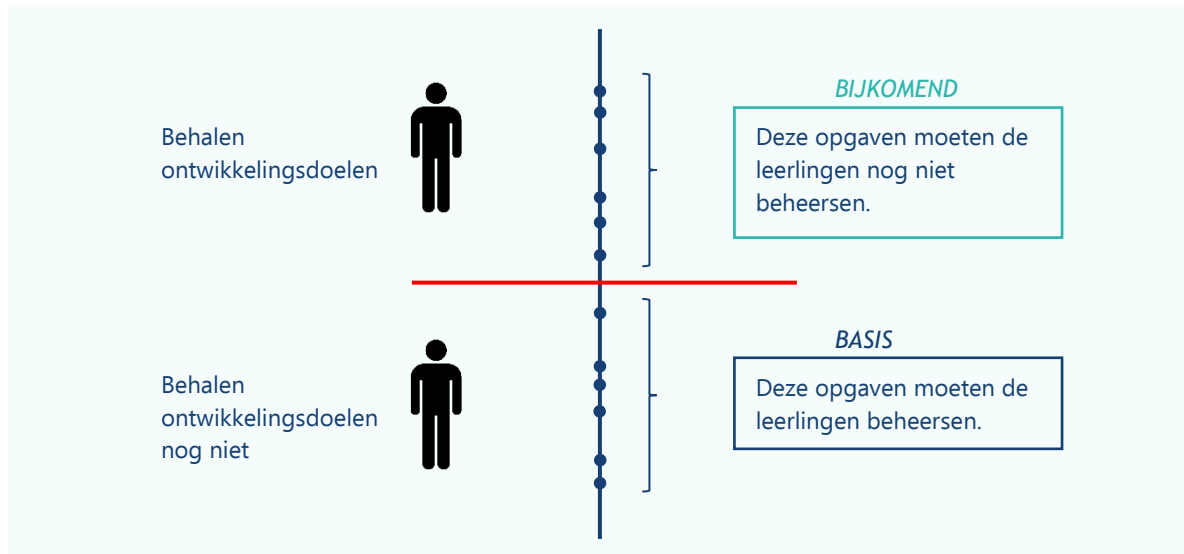 Behalen
ontwikkelingsdoelen
BIJKOMEND
Deze opgaven moeten de
leerlingen nog niet
beheersen.
Behalen
ontwikkelingsdoelen
nog niet
BASIS
Deze opgaven moeten de
leerlingen beheersen.